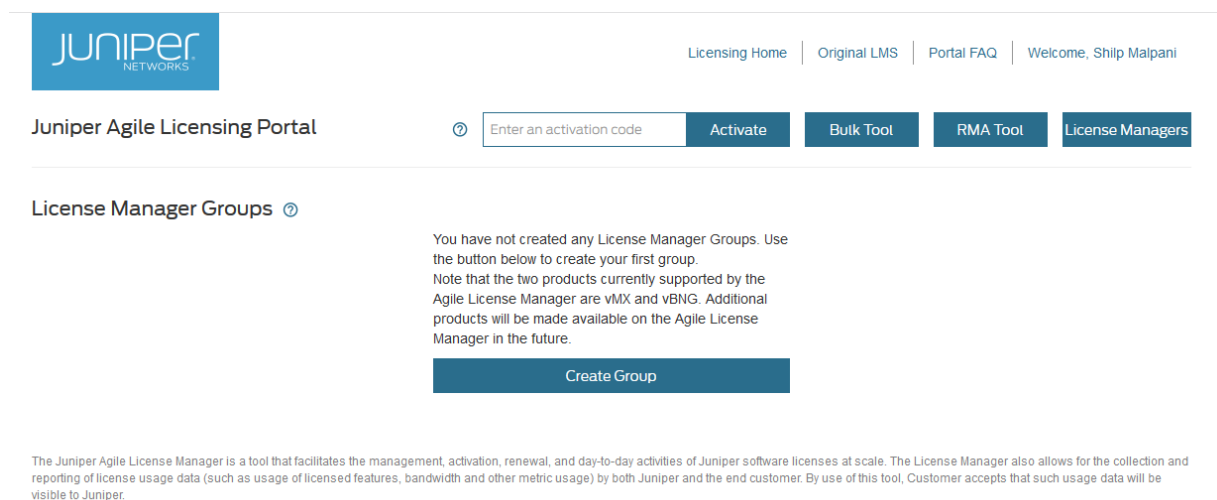 JUNIPER
NETWORKS
Licensing Home
Original LMS
Portal FAQ
Welcome, Shilp Malpani
Juniper Agile Licensing Portal
?
Enter an activation code
Activate
Bulk Tool
RMA Tool
License Managers
License Manager Groups ?
You have not created any License Manager Groups. Use
the button below to create your first group.
Note that the two products currently supported by the
Agile License Manager are vMX and vBNG. Additional
products will be made available on the Agile License
Manager in the future.
Create Group
The Juniper Agile License Manager is a tool that facilitates the management, activation, renewal, and day-to-day activities of Juniper software licenses at scale. The License Manager also allows for the collection and
reporting of license usage data (such as usage of licensed features, bandwidth and other metric usage) by both Juniper and the end customer. By use of this tool, Customer accepts that such usage data will be
visible to Juniper.